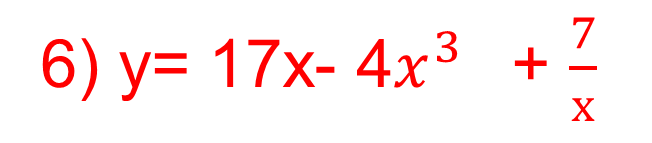 6) y= 17x- 4x³ + 7/x